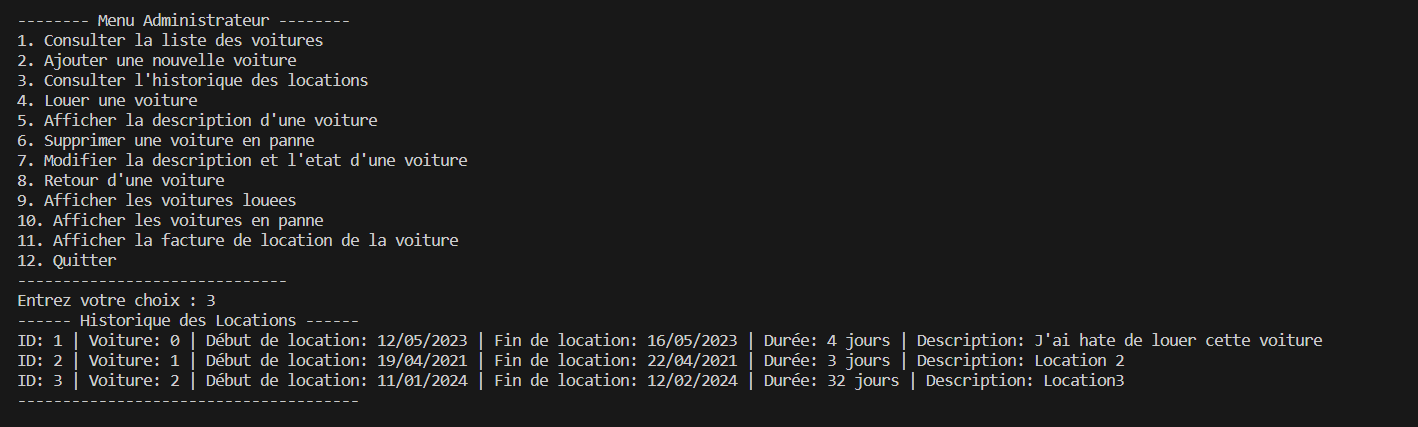 -------- Menu Administrateur --------
1. Consulter la liste des voitures
2. Ajouter une nouvelle voiture
3. Consulter l'historique des locations
4. Louer une voiture
5. Afficher la description d'une voiture
6. Supprimer une voiture en panne
7. Modifier la description et l'etat d'une voiture
8. Retour d'une voiture
9. Afficher les voitures louees
10. Afficher les voitures en panne
11. Afficher la facture de location de la voiture
12. Quitter
------------------------------
Entrez votre choix : 3
------ Historique des Locations ------
ID: 1 | Voiture: 0 | Début de location: 12/05/2023 | Fin de location: 16/05/2023 | Durée: 4 jours | Description: J'ai hate de louer cette voiture
ID: 2 | Voiture: 1 | Début de location: 19/04/2021 | Fin de location: 22/04/2021 | Durée: 3 jours | Description: Location 2
ID: 3 | Voiture: 2 | Début de location: 11/01/2024 | Fin de location: 12/02/2024 | Durée: 32 jours | Description: Location3
--------------------------------------